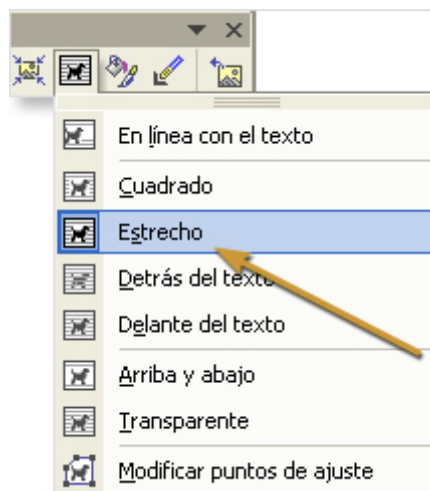 En línea con el texto
Cuadrado
Estrecho
Detrás del texto
Delante del texto
Arriba y abajo
Transparente
Modificar puntos de ajuste